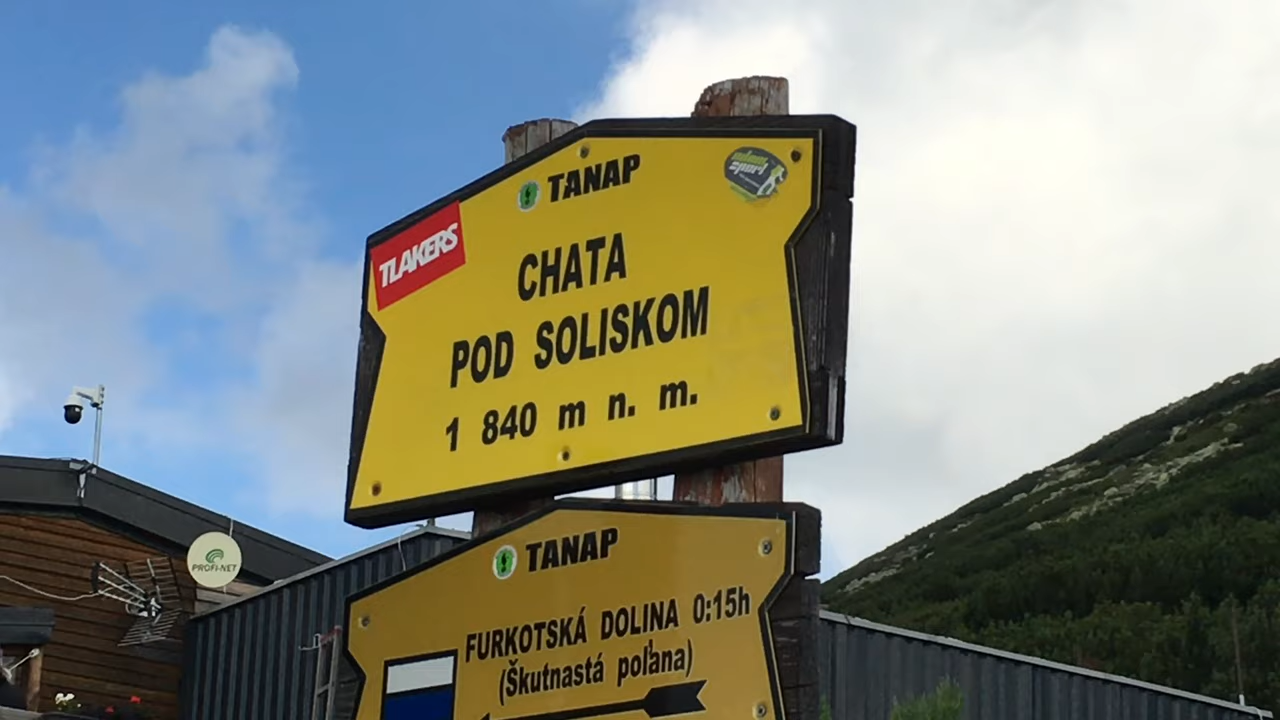 TANAP
TLAKERS
CHATA
POD SOLISKOM
1 840 m n. m.
PROFI-NET
TANAP
FURKOTSKÁ DOLINA 0:15h
(Škutnastá poľana)